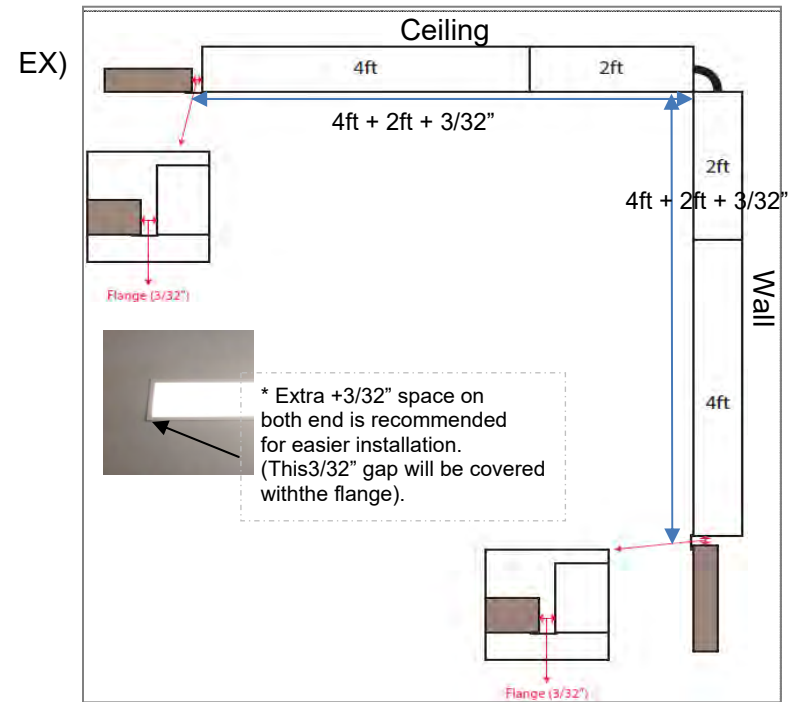 Ceiling
EX)
4ft
2ft
4ft + 2ft + 3/32”
2ft
4ft + 2ft + 3/32”
Wall
Flange (3/32")
* Extra +3/32” space on
both end is recommended
for easier installation.
(This3/32” gap will be covered
withthe flange).
4ft
Flange (3/32")